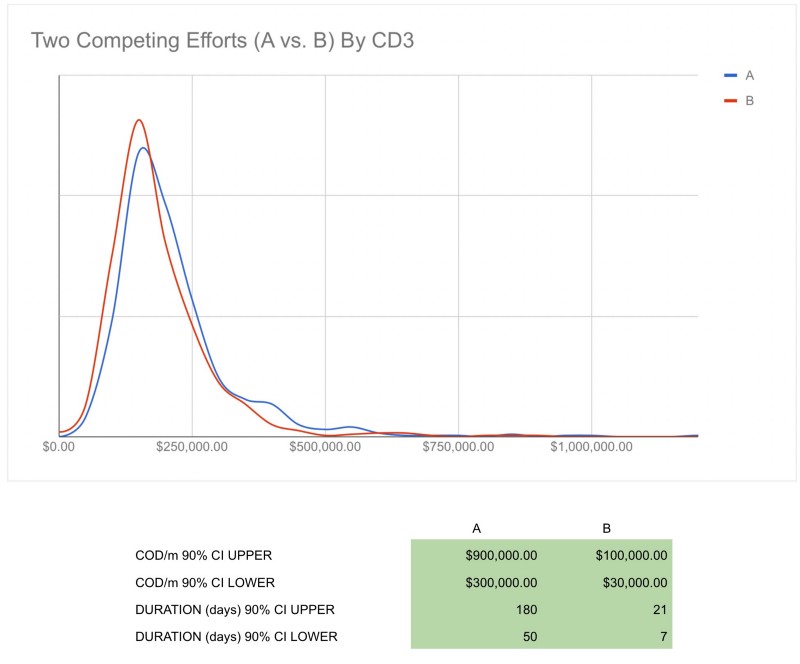 Two Competing Efforts (A vs. B) By CD3
A
B
$0.00 $250,000.00 $500,000.00 $750,000.00 $1,000,000.00
A B
COD/m 90% CI UPPER $900,000.00 $100,000.00
COD/m 90% CI LOWER $300,000.00 $30,000.00
DURATION (days) 90% CI UPPER 180 21
DURATION (days) 90% CI LOWER 50 7